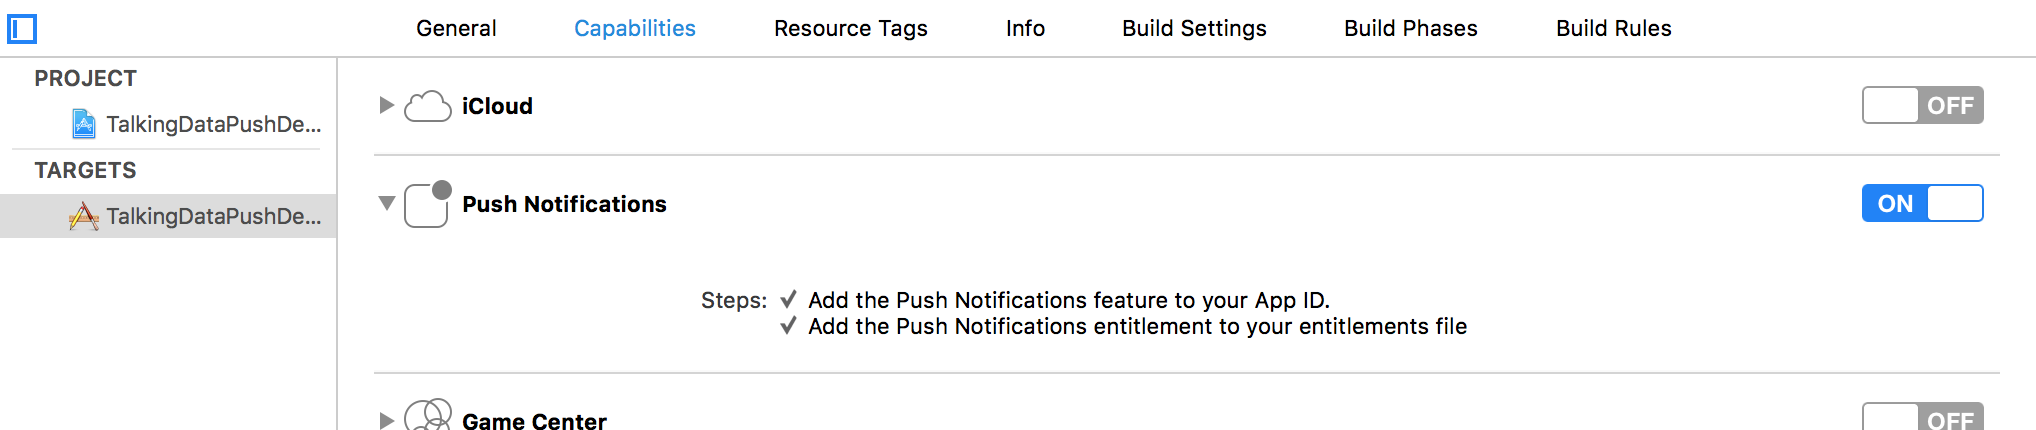 General Capabilities Resource Tags Info Build Settings Build Phases Build Rules
PROJECT
TalkingDataPushDe...
TARGETS
TalkingDataPushDe...
iCloud OFF
Push Notifications ON
Steps: ✓ Add the Push Notifications feature to your App ID.
✓ Add the Push Notifications entitlement to your entitlements file
Game Center OFF